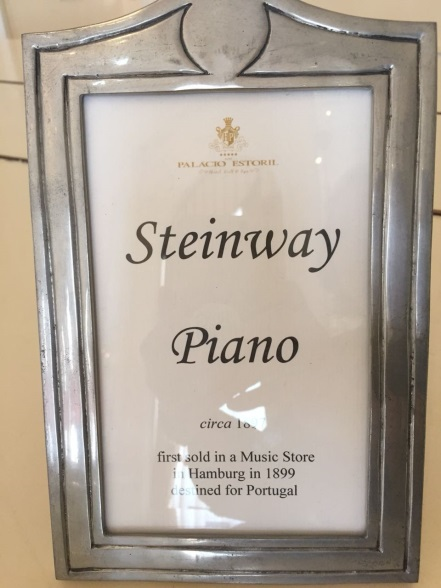 PALACIO ESTORIL
Steinway
Piano
circa
first sold in a Music Store
in Hamburg in 1899
destined for Portugal